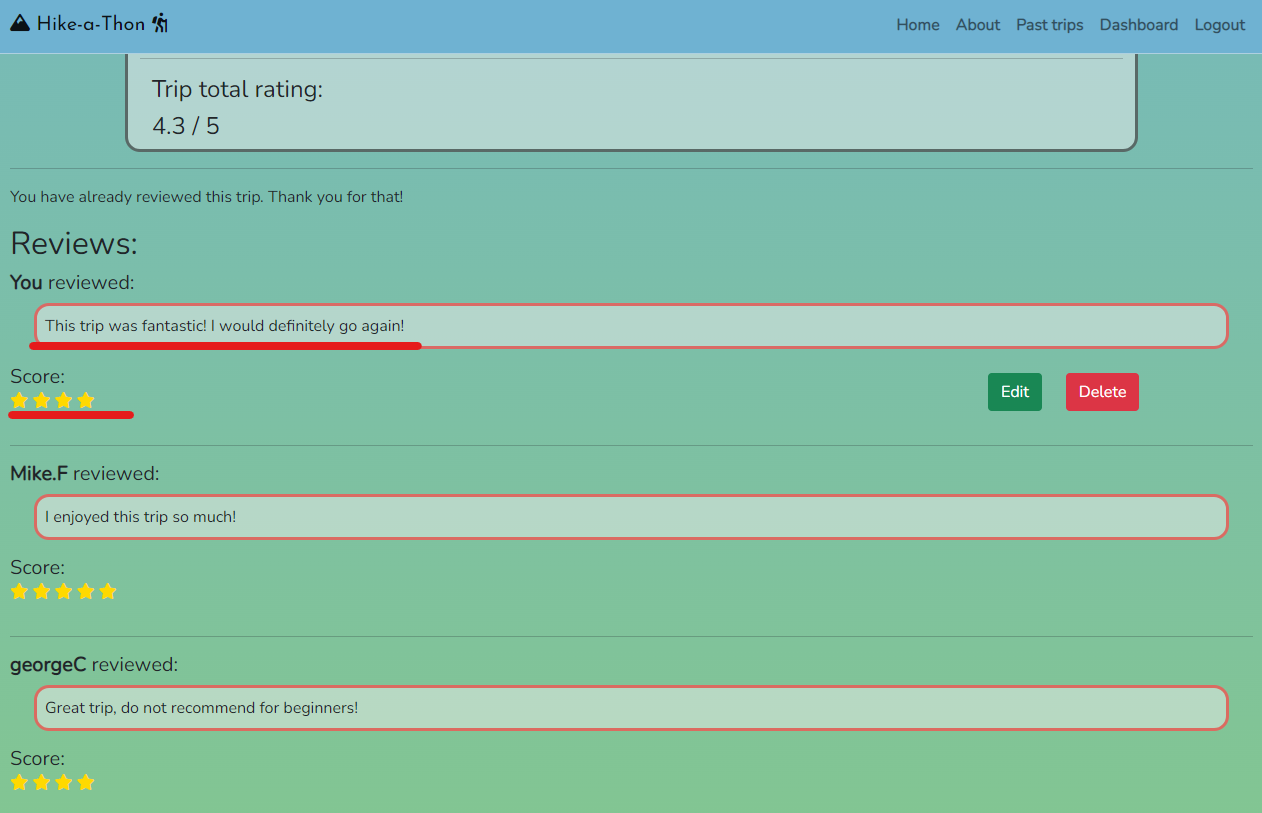 Hike-a-Thon
Home About Past trips Dashboard Logout
Trip total rating:
4.3 / 5
You have already reviewed this trip. Thank you for that!
Reviews:
You reviewed:
This trip was fantastic! I would definitely go again!
Score:
Edit Delete
Mike.F reviewed:
I enjoyed this trip so much!
Score:
georgeC reviewed:
Great trip, do not recommend for beginners!
Score: